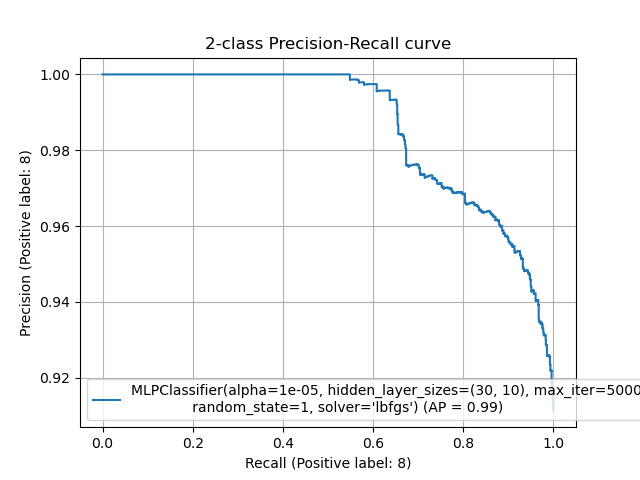 2-class Precision-Recall curve
1.00
0.98
0.96
0.94
0.92
Precision (Positive label: 8)
MLPClassifier(alpha=1e-05, hidden_layer_sizes=(30, 10), max_iter=5000
random_state=1, solver='lbfgs') (AP = 0.99)
0.0 0.2 0.4 0.6 0.8 1.0
Recall (Positive label: 8)